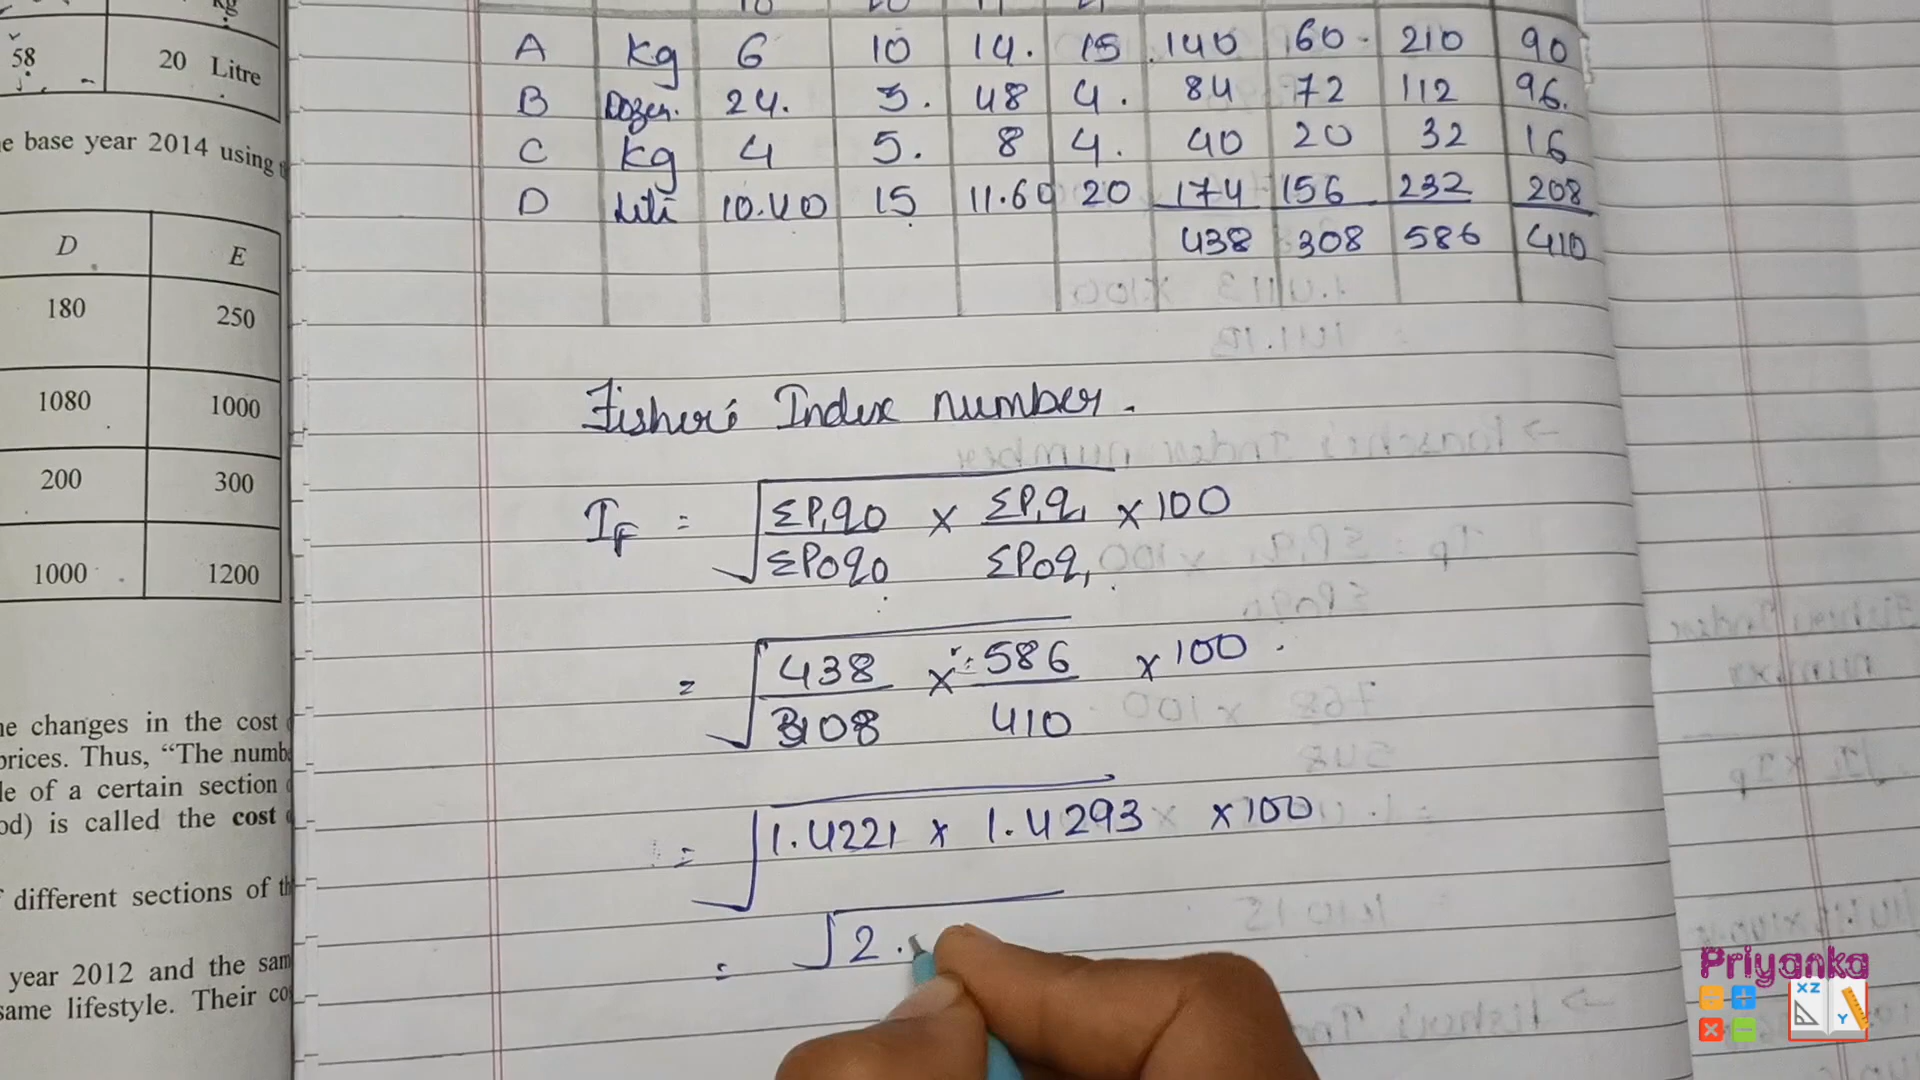 58
20 Litre
e base year 2014 using
D E
180 250
1080 1000
200 300
1000 1200
he changes in the cost
prices. Thus, “The numb
le of a certain section
od) is called the cost
different sections of th
year 2012 and the sam
same lifestyle. Their co
A Kg 6 10 14. 15 140 60 210 90
B Dozen. 24. 3. 48 4. 84 72 112 96.
C Kg 4 5. 8 4. 40 20 32 16
D 10.40 15 11.60 20 174 156 232 208
438 308 586 410
Fisher's Index number.
IF = √ΣP1q0 × ΣP1q1 × 100
ΣP0q0 ΣP0q1
= √438 × 586 × 100
308 410
= √1.4221 × 1.4293 × 100
= √2.
Priyanka
XZ
Y